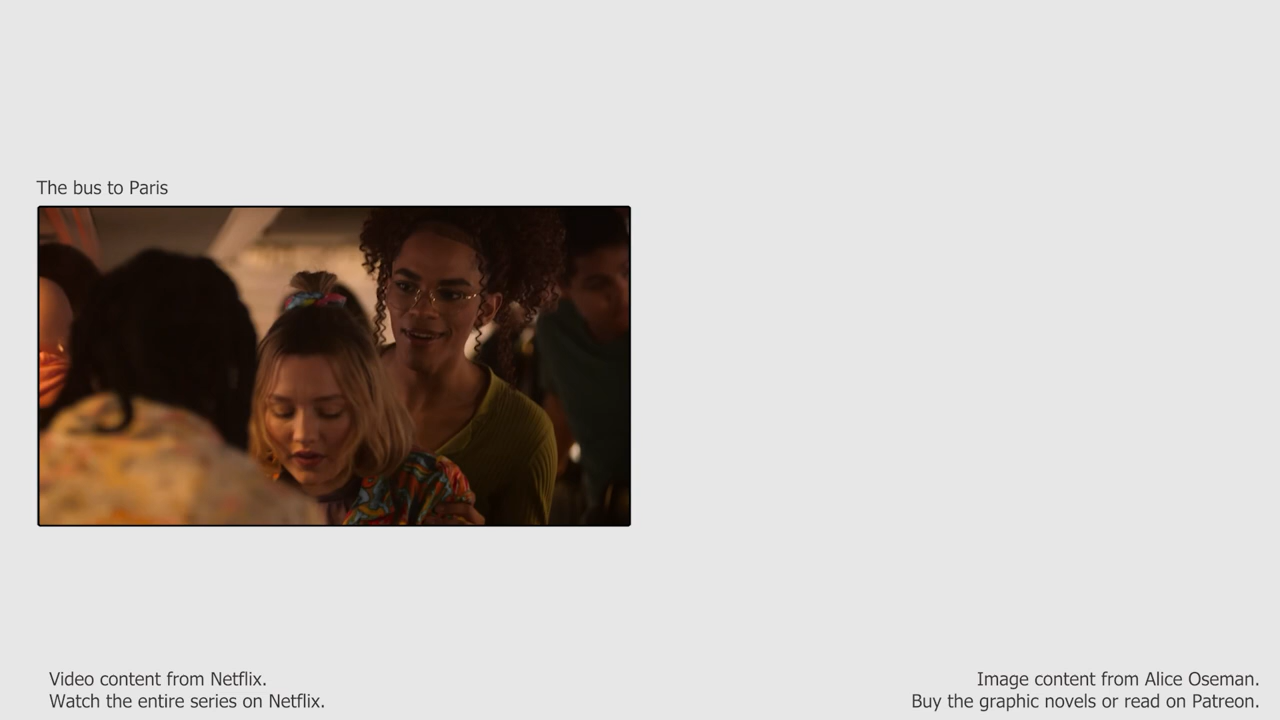 The bus to Paris
Video content from Netflix.
Watch the entire series on Netflix.
Image content from Alice Oseman.
Buy the graphic novels or read on Patreon.